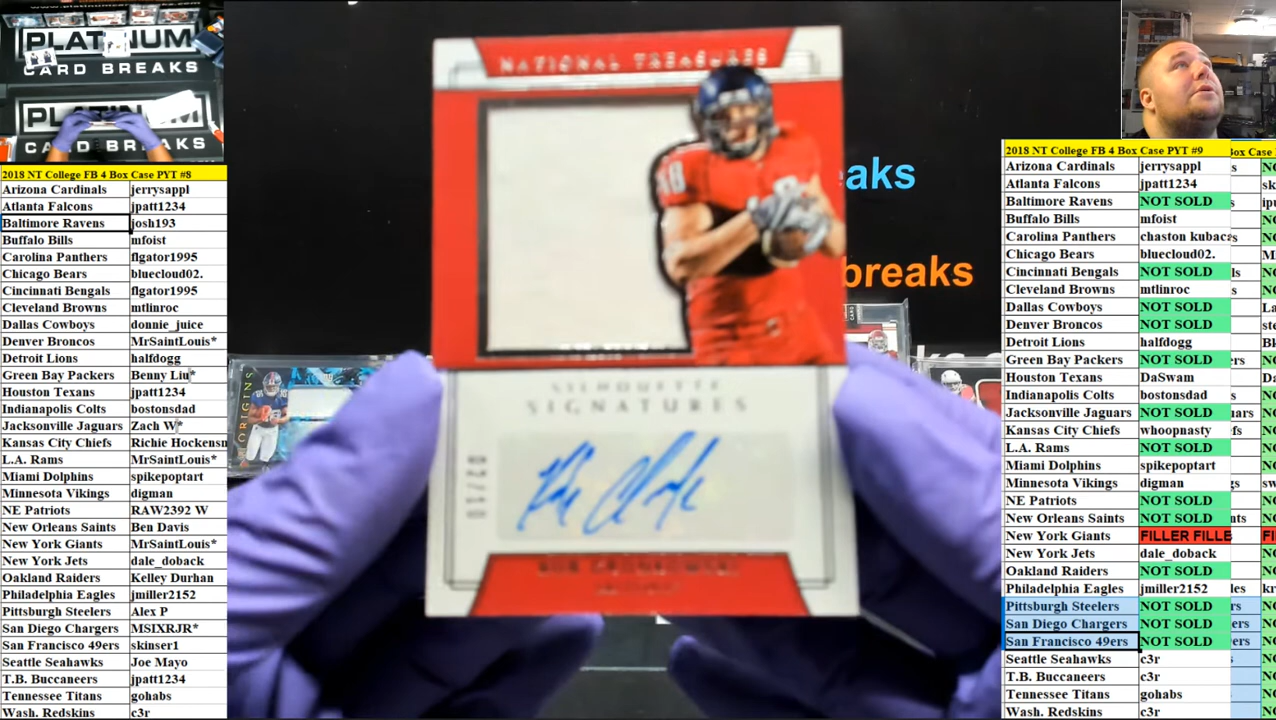 PLATINUM
CARD BREAKS
PLATINUM
CARD BREAKS
2018 NT College FB 4 Box Case PYT #8
Arizona Cardinals jerrysappl
Atlanta Falcons jpatt1234
Baltimore Ravens josh193
Buffalo Bills mfoist
Carolina Panthers flgator1995
Chicago Bears bluecloud02.
Cincinnati Bengals flgator1995
Cleveland Browns mtlinroc
Dallas Cowboys donnie_juice
Denver Broncos MrSaintLouis*
Detroit Lions halfdogg
Green Bay Packers Benny Liu*
Houston Texans jpatt1234
Indianapolis Colts bostonsdad
Jacksonville Jaguars Zach W*
Kansas City Chiefs Richie Hockensn
L.A. Rams MrSaintLouis*
Miami Dolphins spikepoptart
Minnesota Vikings digman
NE Patriots RAW2392 W
New Orleans Saints Ben Davis
New York Giants MrSaintLouis*
New York Jets dale_doback
Oakland Raiders Kelley Durhan
Philadelphia Eagles jmiller2152
Pittsburgh Steelers Alex P
San Diego Chargers MSIXRJR*
San Francisco 49ers skinser1
Seattle Seahawks Joe Mayo
T.B. Buccaneers jpatt1234
Tennessee Titans gohabs
Wash. Redskins c3r
NATIONAL TREASURES
SILHOUETTE
SIGNATURES
ROB GRONKOWSKI
aks
breaks
ORIGINS
2018 NT College FB 4 Box Case PYT #9
Arizona Cardinals jerrysappl
Atlanta Falcons jpatt1234
Baltimore Ravens NOT SOLD
Buffalo Bills mfoist
Carolina Panthers chaston kubacs
Chicago Bears bluecloud02.
Cincinnati Bengals NOT SOLD
Cleveland Browns mtlinroc
Dallas Cowboys NOT SOLD
Denver Broncos NOT SOLD
Detroit Lions halfdogg
Green Bay Packers NOT SOLD
Houston Texans DaSwam
Indianapolis Colts bostonsdad
Jacksonville Jaguars NOT SOLD
Kansas City Chiefs whoopnasty
L.A. Rams NOT SOLD
Miami Dolphins spikepoptart
Minnesota Vikings digman
NE Patriots NOT SOLD
New Orleans Saints NOT SOLD
New York Giants FILLER FILLE
New York Jets dale_doback
Oakland Raiders NOT SOLD
Philadelphia Eagles jmiller2152
Pittsburgh Steelers NOT SOLD
San Diego Chargers NOT SOLD
San Francisco 49ers NOT SOLD
Seattle Seahawks c3r
T.B. Buccaneers c3r
Tennessee Titans gohabs
Wash. Redskins c3r
ox Case